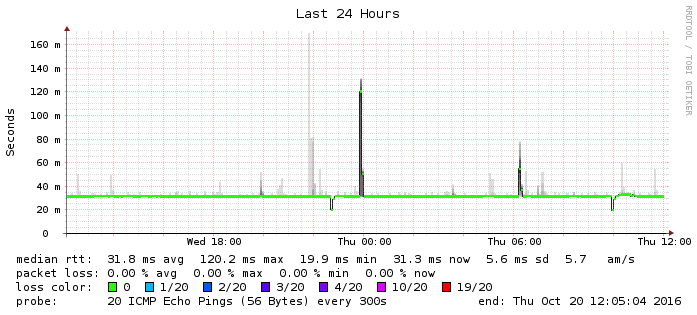 Last 24 Hours
RRDTOOL / TOBI OETIKER
Seconds
160 m
140 m
120 m
100 m
80 m
60 m
40 m
20 m
0
Wed 18:00 Thu 00:00 Thu 06:00 Thu 12:00
median rtt: 31.8 ms avg 120.2 ms max 19.9 ms min 31.3 ms now 5.6 ms sd 5.7 am/s
packet loss: 0.00 % avg 0.00 % max 0.00 % min 0.00 % now
loss color: 0 1/20 2/20 3/20 4/20 10/20 19/20
probe: 20 ICMP Echo Pings (56 Bytes) every 300s end: Thu Oct 20 12:05:04 2016